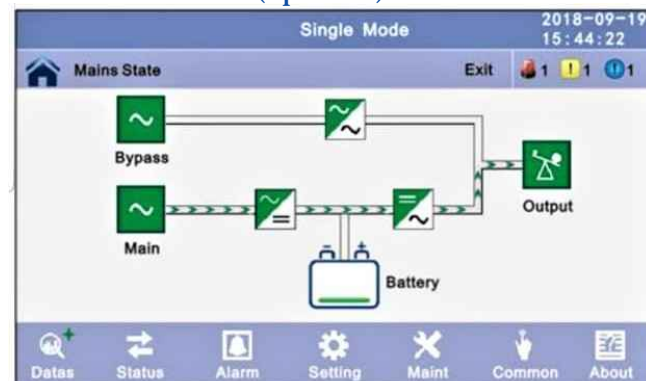 Single Mode
2018-09-19
15:44:22
Mains State
Exit
1
! 1
1
Bypass
Main
Output
Battery
Datas
Status
Alarm
Setting
Maint
Common
About